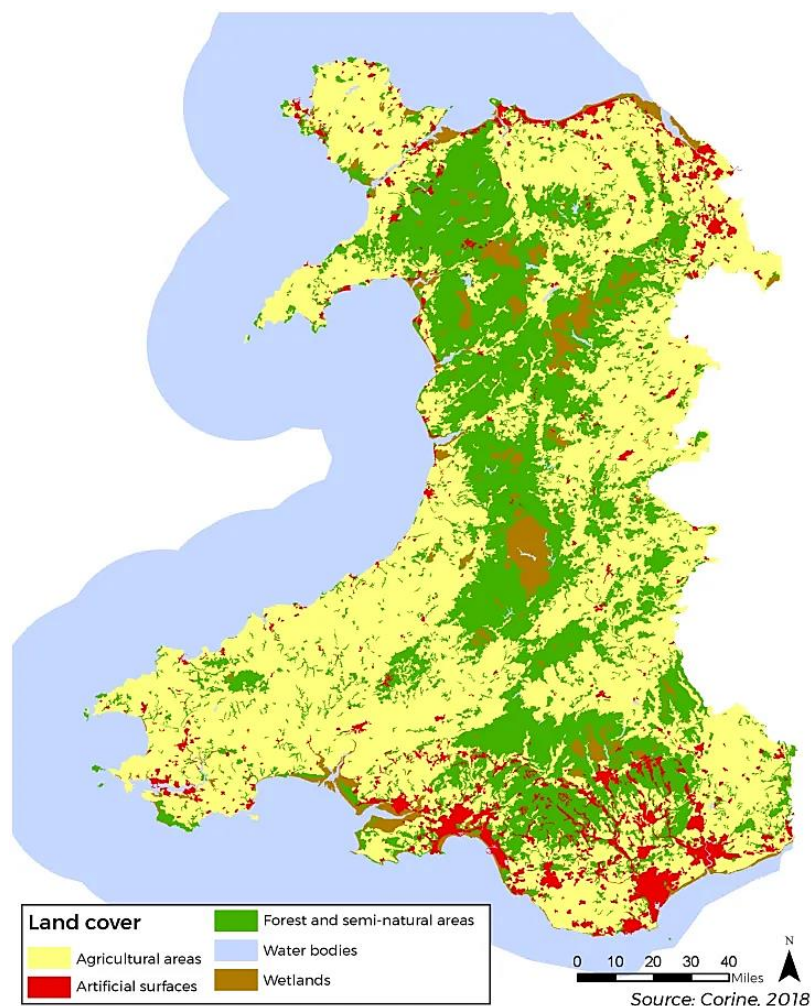 Land cover
Agricultural areas
Artificial surfaces
Forest and semi-natural areas
Water bodies
Wetlands
N
0 10 20 30 40
Miles
Source: Corine, 2018